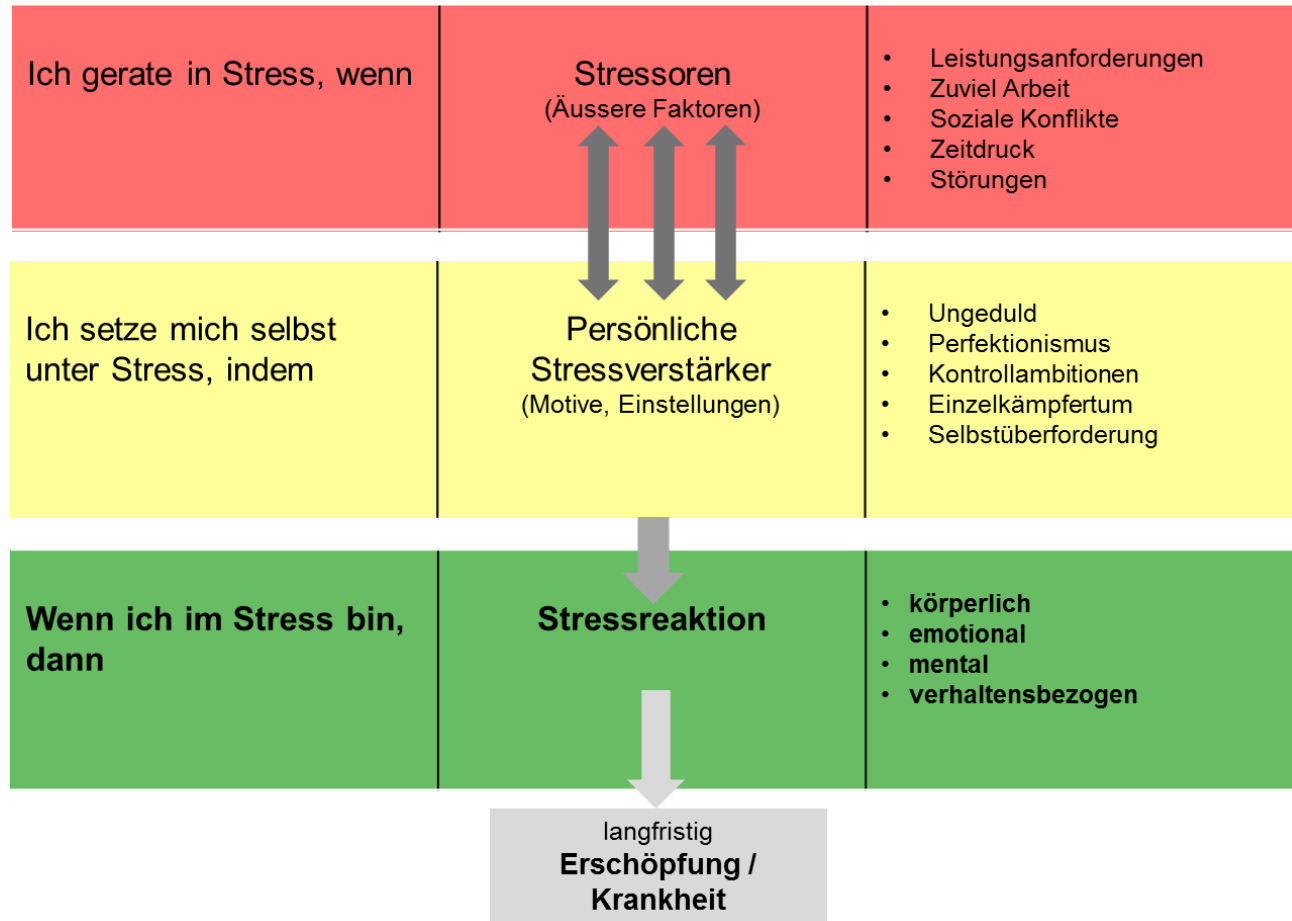 Ich gerate in Stress, wenn
Stressoren
(Äussere Faktoren)
• Leistungsanforderungen
• Zuviel Arbeit
• Soziale Konflikte
• Zeitdruck
• Störungen
Ich setze mich selbst
unter Stress, indem
Persönliche
Stressverstärker
(Motive, Einstellungen)
• Ungeduld
• Perfektionismus
• Kontrollambitionen
• Einzelkämpfertum
• Selbstüberforderung
Wenn ich im Stress bin,
dann
Stressreaktion
• körperlich
• emotional
• mental
• verhaltensbezogen
langfristig
Erschöpfung /
Krankheit